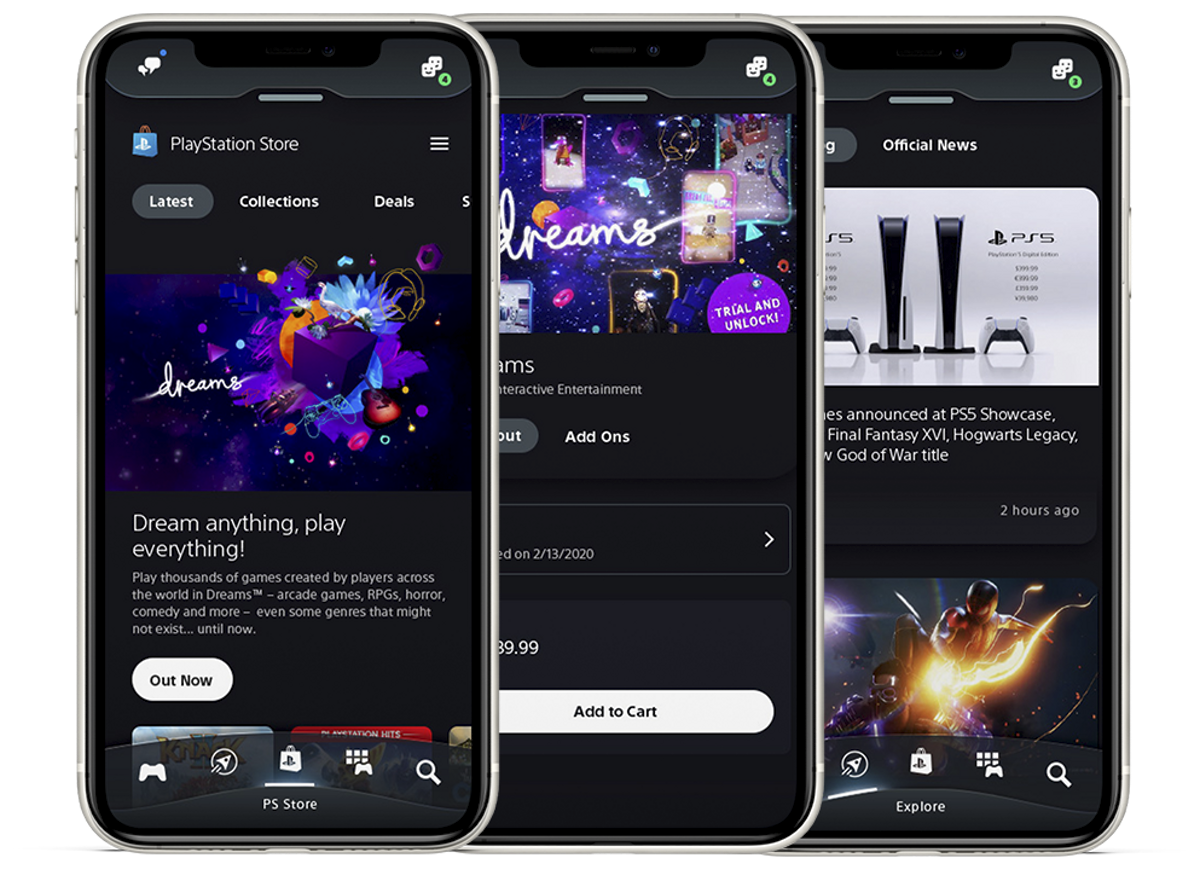 4
PlayStation Store
Latest
Collections
Deals
S
dreams
Dream anything, play
everything!
Play thousands of games created by players across
the world in Dreams™ – arcade games, RPGs, horror,
comedy and more – even some genres that might
not exist... until now.
Out Now
KNACK
PLAYSTATION HITS
PS Store
4
dreams
TRIAL AND
UNLOCK!
ams
nteractive Entertainment
out
Add Ons
ed on 2/13/2020
39.99
Add to Cart
3
g
Official News
PS5
PlayStation®5 Digital Edition
$399.99
€399.99
£359.99
¥39,980
nes announced at PS5 Showcase,
Final Fantasy XVI, Hogwarts Legacy,
w God of War title
2 hours ago
Explore